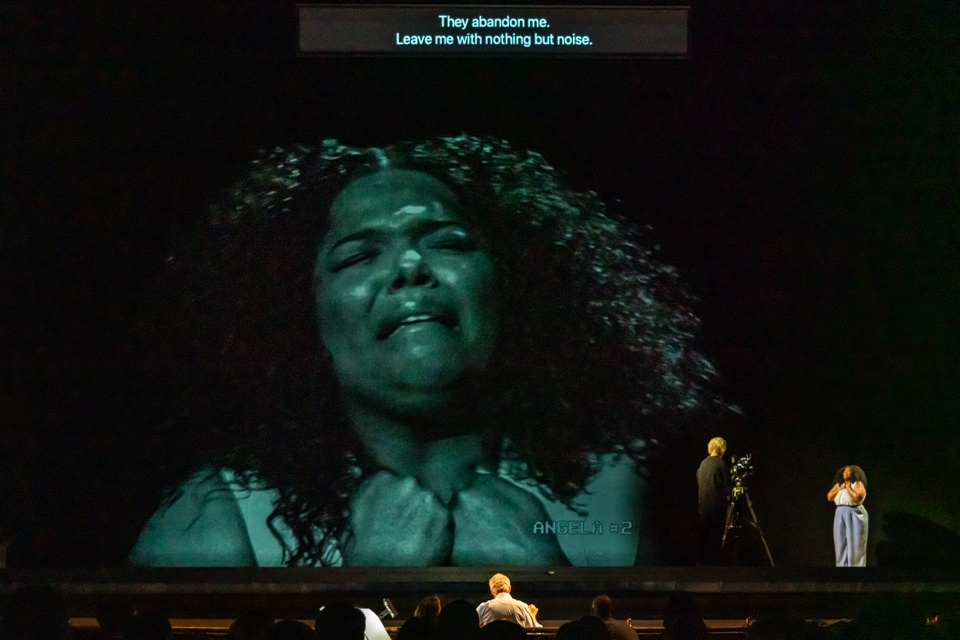 They abandon me.
Leave me with nothing but noise.
ANGELA #2